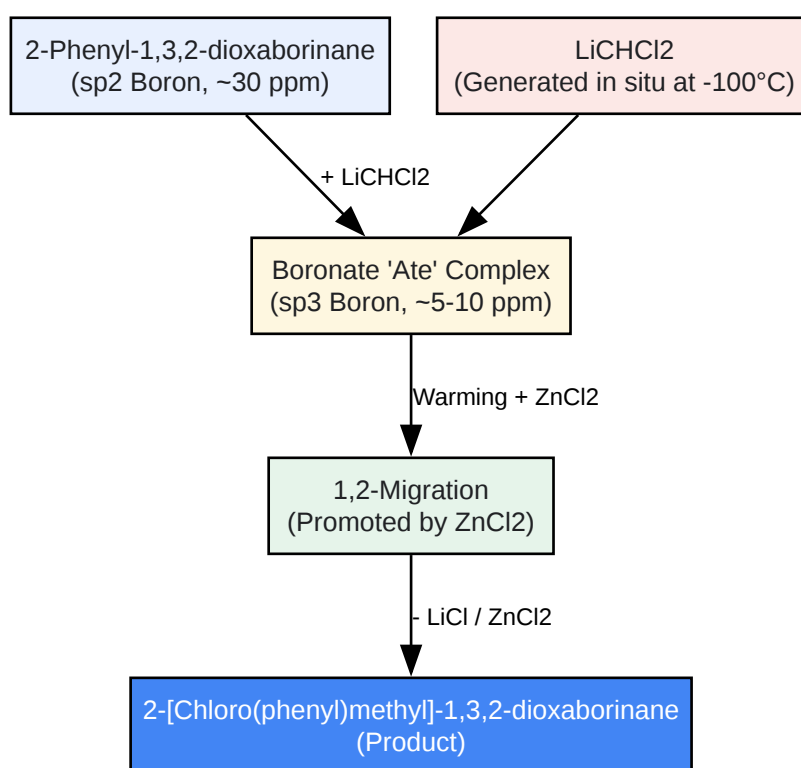 2-Phenyl-1,3,2-dioxaborinane
(sp2 Boron, ~30 ppm)
LiCHCl2
(Generated in situ at -100°C)
+ LiCHCl2
Boronate 'Ate' Complex
(sp3 Boron, ~5-10 ppm)
Warming + ZnCl2
1,2-Migration
(Promoted by ZnCl2)
- LiCl / ZnCl2
2-[Chloro(phenyl)methyl]-1,3,2-dioxaborinane
(Product)